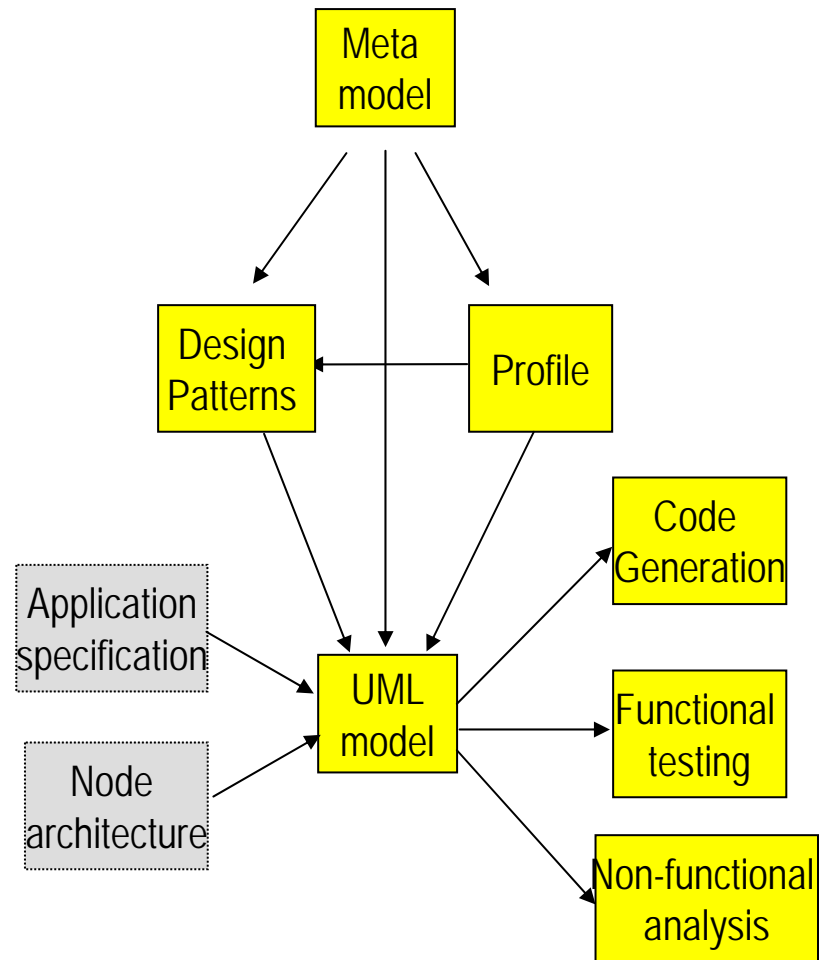 Meta
model
Design
Patterns
Profile
Code
Generation
Application
specification
UML
model
Functional
testing
Node
architecture
Non-functional
analysis